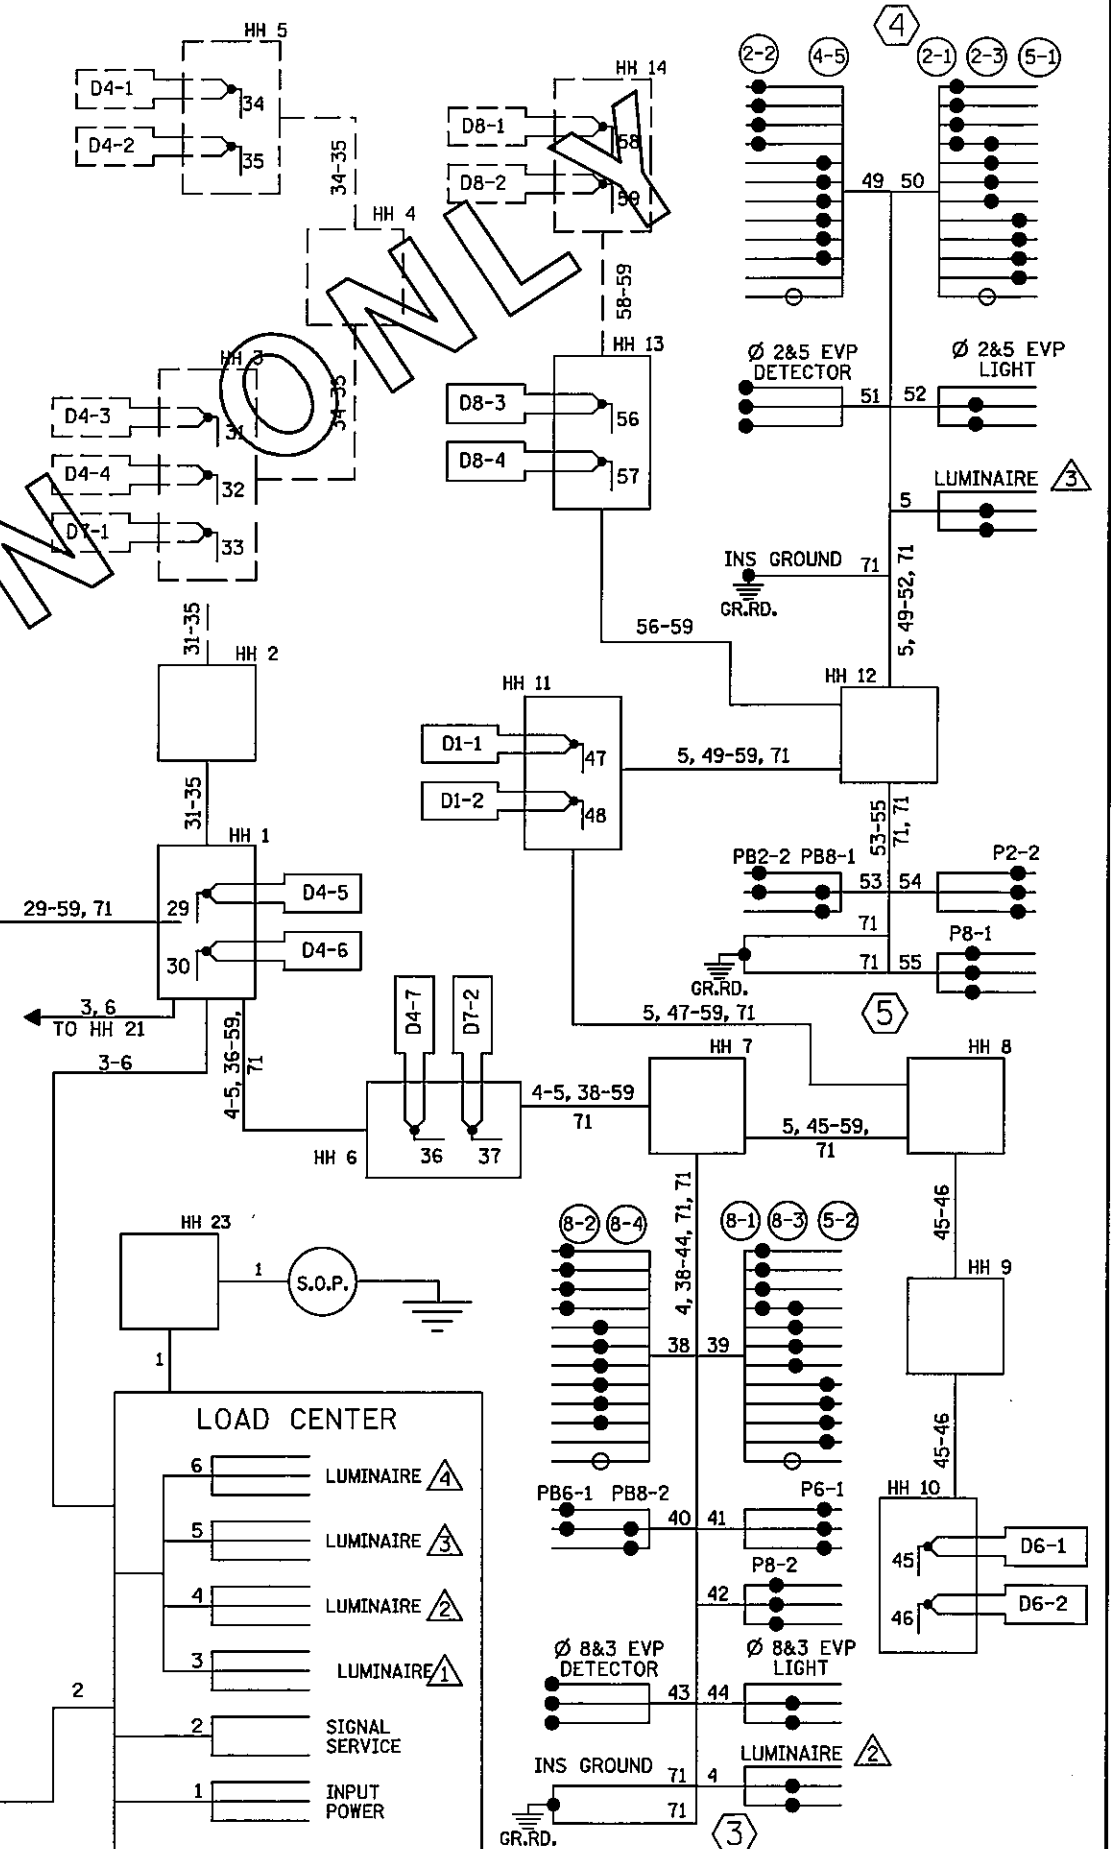 4
HH 5
2-2
4-5
2-1
2-3
5-1
HH 14
D4-1
34
D8-1
58
D4-2
35
34-35
D8-2
59
49
50
HH 4
58-59
HH 13
Ø 2&5 EVP
DETECTOR
Ø 2&5 EVP
LIGHT
HH 3
34-35
D8-3
56
51
52
D4-3
31
D8-4
57
D4-4
32
LUMINAIRE 3
5
D7-1
33
N ONLY
INS GROUND
71
GR.RD.
5, 49-52, 71
31-35
56-59
HH 2
HH 11
HH 12
D1-1
47
5, 49-59, 71
D1-2
48
31-35
53-55
71, 71
HH 1
PB2-2 PB8-1
P2-2
53
54
D4-5
29
29-59, 71
71
P8-1
D4-6
30
71
55
GR.RD.
3, 6
TO HH 21
D4-7
D7-2
5, 47-59, 71
5
3-6
4-5, 36-59,
71
HH 7
HH 8
4-5, 38-59
71
5, 45-59,
71
HH 6
36
37
45-46
HH 23
8-2
8-4
4, 38-44, 71, 71
8-1
8-3
5-2
1
S.O.P.
HH 9
1
38
39
LOAD CENTER
45-46
6
LUMINAIRE 4
PB6-1
PB8-2
P6-1
HH 10
40
41
5
LUMINAIRE 3
45
D6-1
P8-2
4
LUMINAIRE 2
42
46
D6-2
3
LUMINAIRE 1
Ø 8&3 EVP
DETECTOR
Ø 8&3 EVP
LIGHT
2
43
44
2
SIGNAL
SERVICE
INS GROUND
LUMINAIRE 2
71
4
1
INPUT
POWER
71
GR.RD.
3